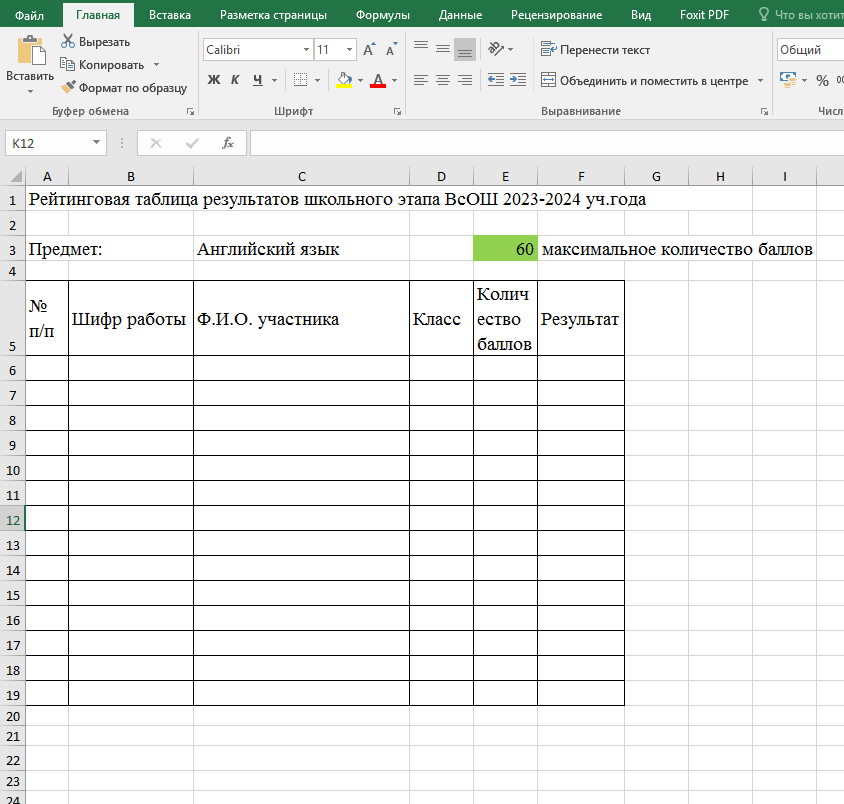 Файл Главная Вставка Разметка страницы Формулы Данные Рецензирование Вид Foxit PDF Что вы хотит
Вставить
Вырезать
Копировать
Формат по образцу
Буфер обмена
Calibri 11
Ж К Ч
Шрифт
Перенести текст
Объединить и поместить в центре
Выравнивание
Общий
%
Числ
K12
fx
A B C D E F G H I
1 Рейтинговая таблица результатов школьного этапа ВсОШ 2023-2024 уч.года
2
3 Предмет: Английский язык 60 максимальное количество баллов
4
5 № п/п Шифр работы Ф.И.О. участника Класс Количество баллов Результат
6
7
8
9
10
11
12
13
14
15
16
17
18
19
20
21
22
23
24